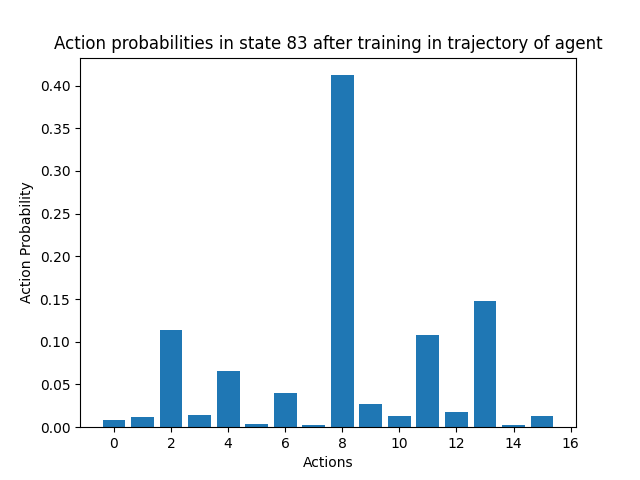 Action probabilities in state 83 after training in trajectory of agent
Action Probability
0.40
0.35
0.30
0.25
0.20
0.15
0.10
0.05
0.00
0 2 4 6 8 10 12 14 16
Actions